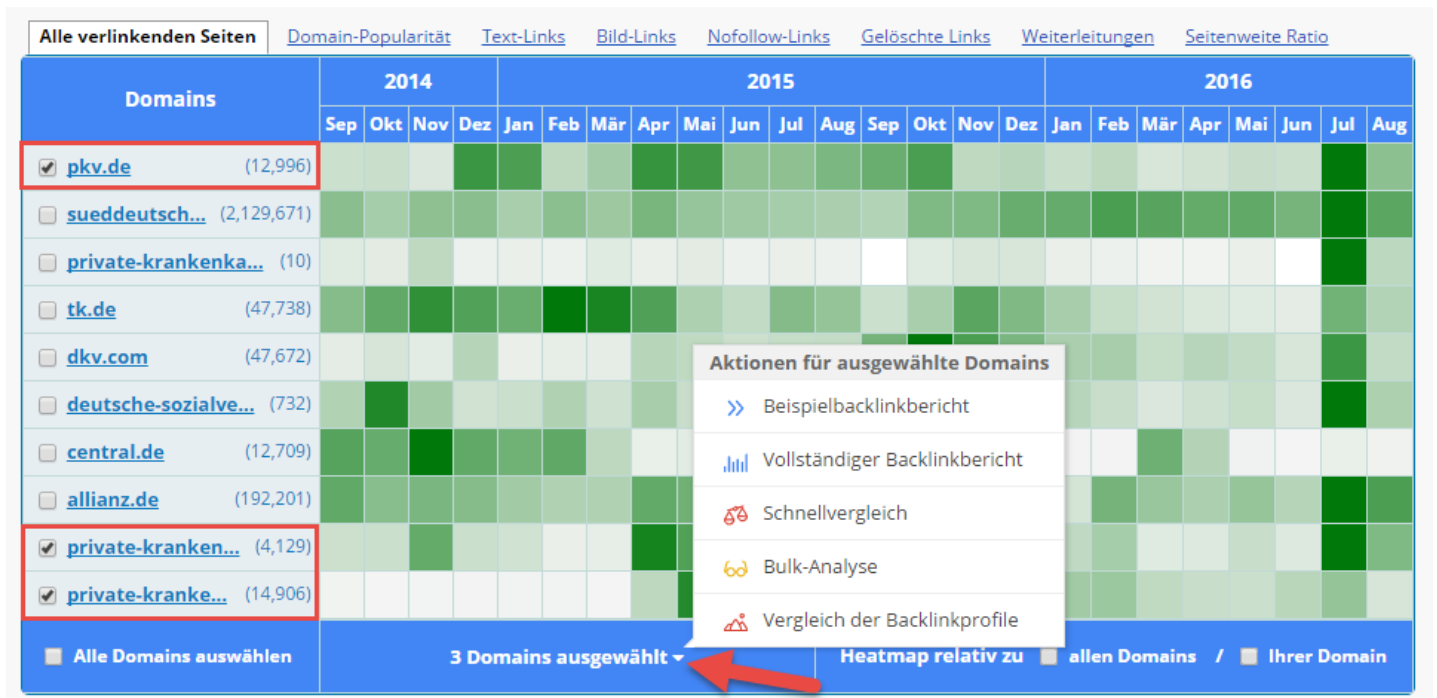 Alle verlinkenden Seiten Domain-Popularität Text-Links Bild-Links Nofollow-Links Gelöschte Links Weiterleitungen Seitenweite Ratio
Domains
2014 2015 2016
Sep Okt Nov Dez Jan Feb Mär Apr Mai Jun Jul Aug Sep Okt Nov Dez Jan Feb Mär Apr Mai Jun Jul Aug
pkv.de (12,996)
sueddeutsch... (2,129,671)
private-krankenka... (10)
tk.de (47,738)
dkv.com (47,672)
deutsche-sozialve... (732)
central.de (12,709)
allianz.de (192,201)
private-kranken... (4,129)
private-kranke... (14,906)
Aktionen für ausgewählte Domains
Beispielbacklinkbericht
Vollständiger Backlinkbericht
Schnellvergleich
Bulk-Analyse
Vergleich der Backlinkprofile
Alle Domains auswählen 3 Domains ausgewählt Heatmap relativ zu allen Domains / Ihrer Domain